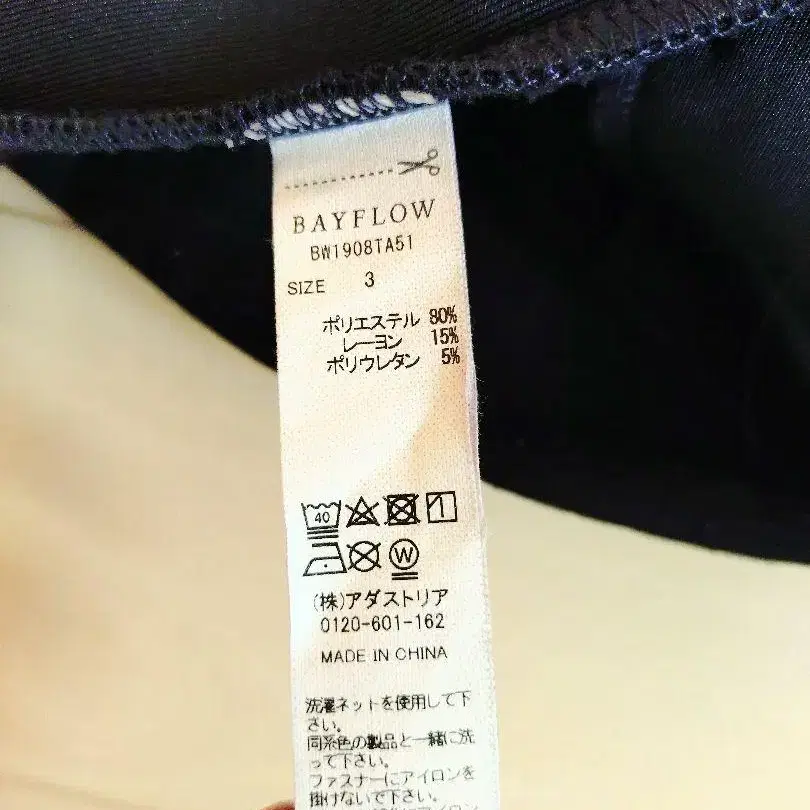 BAYFLOW
BW1908TA51
SIZE 3
ポリエステル 80%
レーヨン 15%
ポリウレタン 5%
40
W
(株)アダストリア
0120-601-162
MADE IN CHINA
洗濯ネットを使用して下
さい。
同系色の製品と一緒に洗
って下さい。
ファスナーにアイロンを
掛けないで下さい。